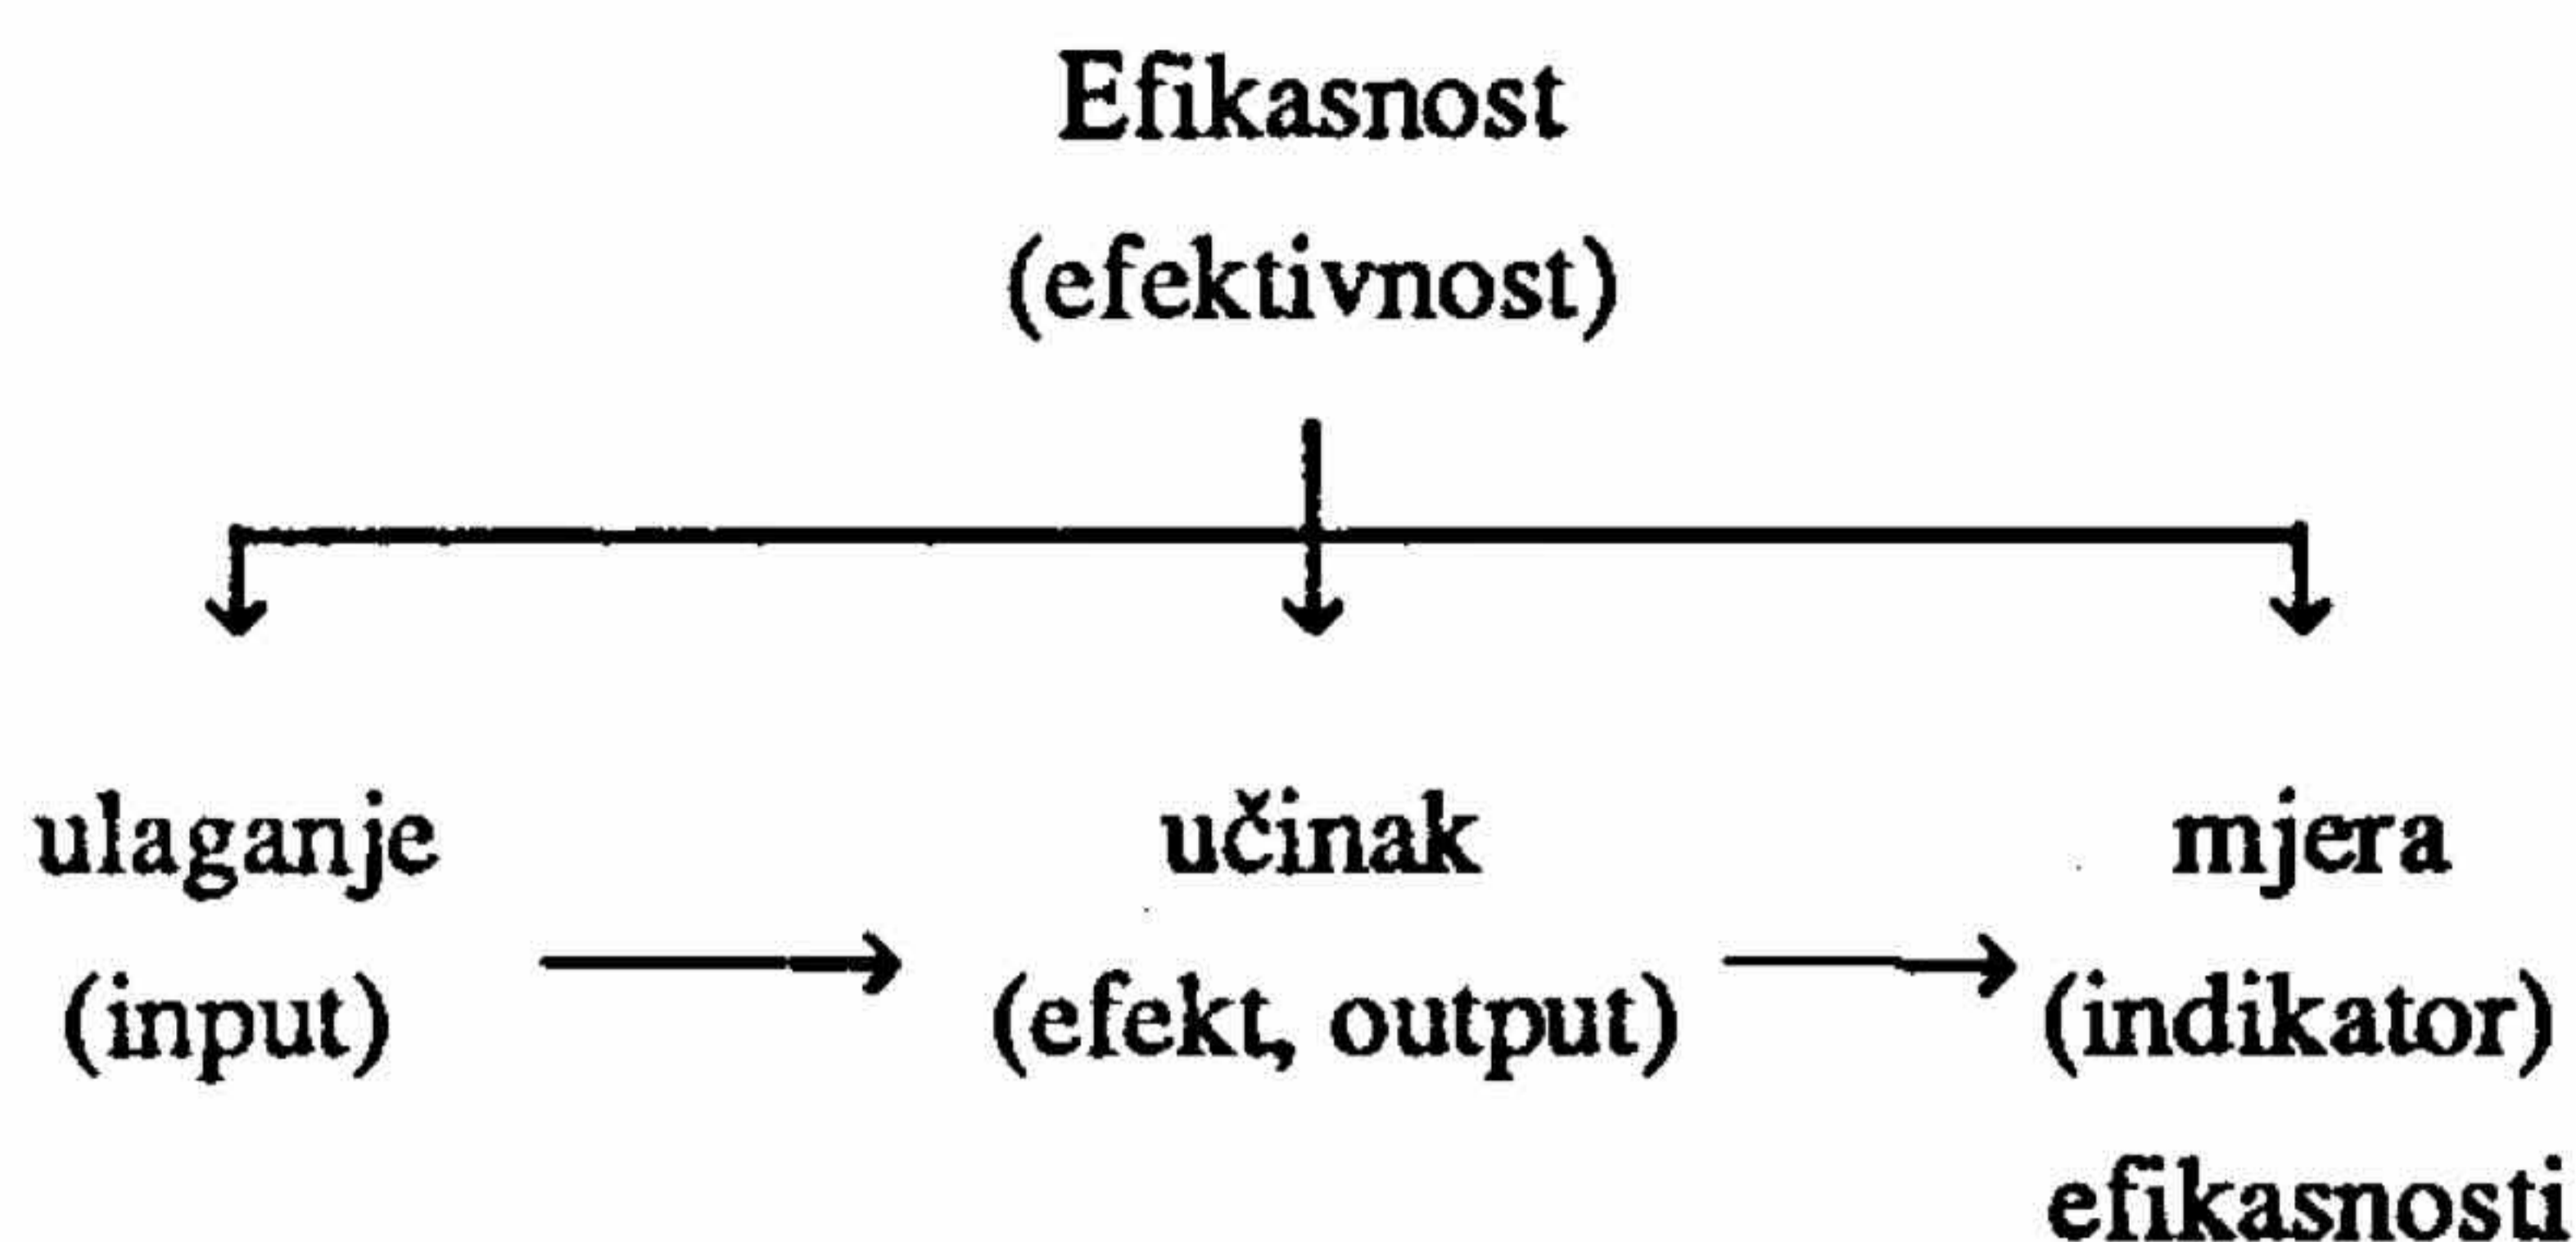 Efikasnost
(efektivnost)
ulaganje
(input)
učinak
(efekt, output)
mjera
(indikator)
efikasnosti